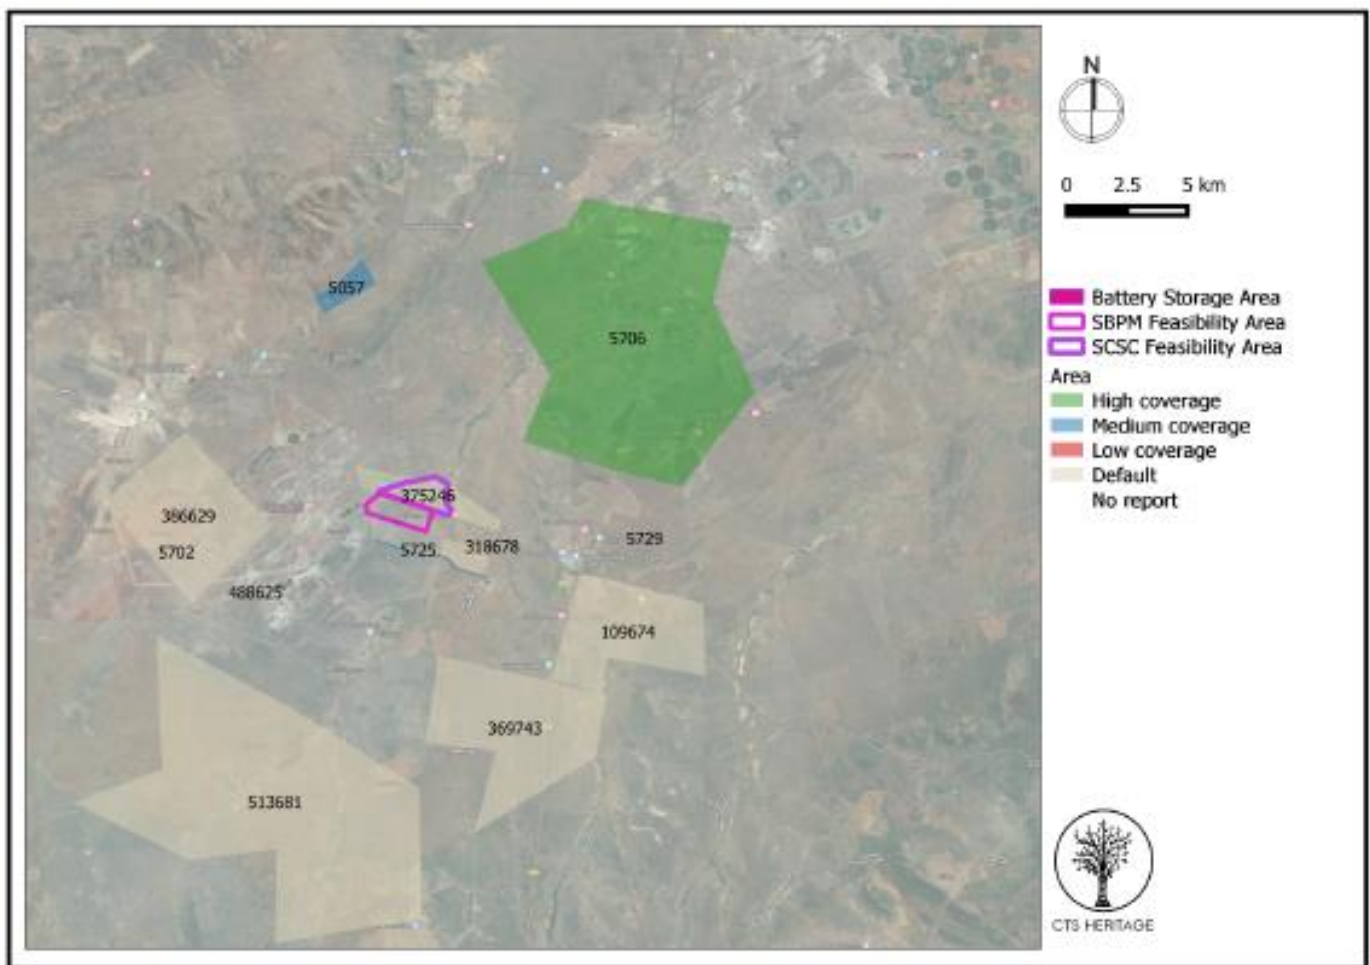 N
0 2.5 5 km
Battery Storage Area
SBPM Feasibility Area
SCSC Feasibility Area
Area
High coverage
Medium coverage
Low coverage
Default
No report
5057
5706
375246
386629
5702
5725
318678
5729
488625
109674
369743
513681
CTS HERITAGE